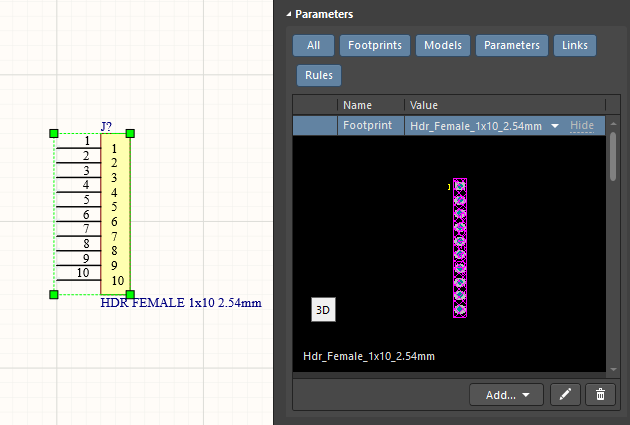 Parameters
All Footprints Models Parameters Links
Rules
Name Value
Footprint Hdr_Female_1x10_2.54mm Hide
J?
1 1
2 2
3 3
4 4
5 5
6 6
7 7
8 8
9 9
10 10
HDR FEMALE 1x10 2.54mm
1
3D
Hdr_Female_1x10_2.54mm
Add...